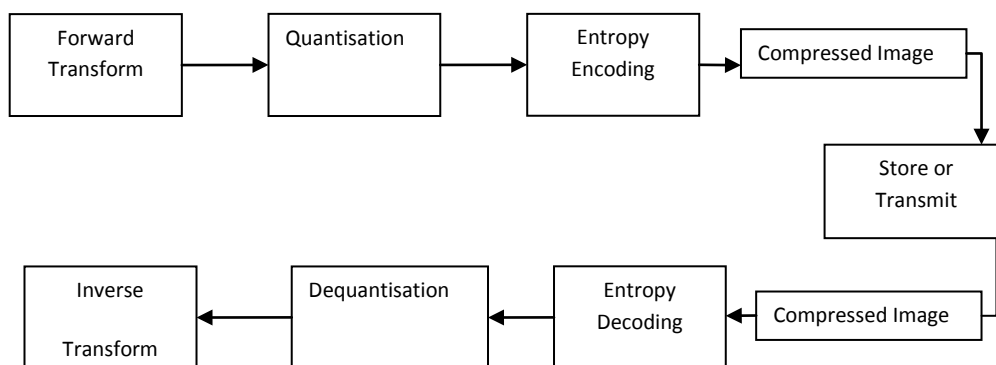 Forward
Transform
Quantisation
Entropy
Encoding
Compressed Image
Store or
Transmit
Inverse
Transform
Dequantisation
Entropy
Decoding
Compressed Image